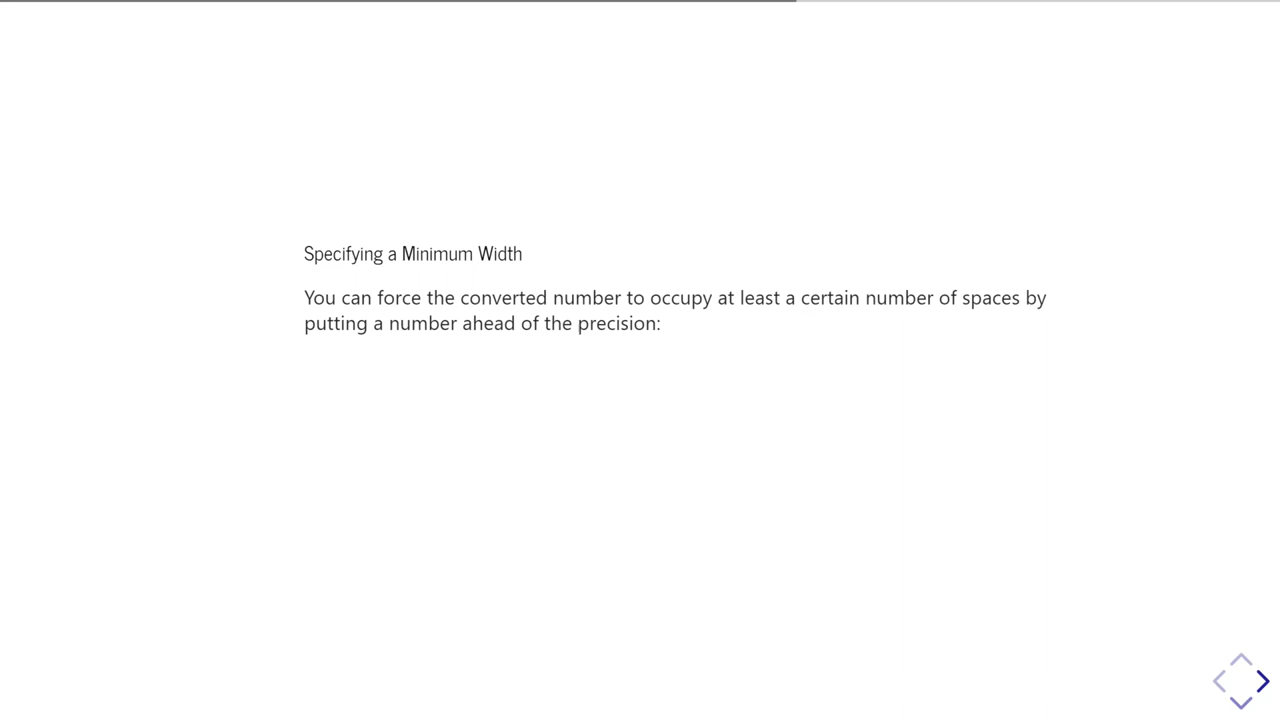 Specifying a Minimum Width
You can force the converted number to occupy at least a certain number of spaces by
putting a number ahead of the precision: